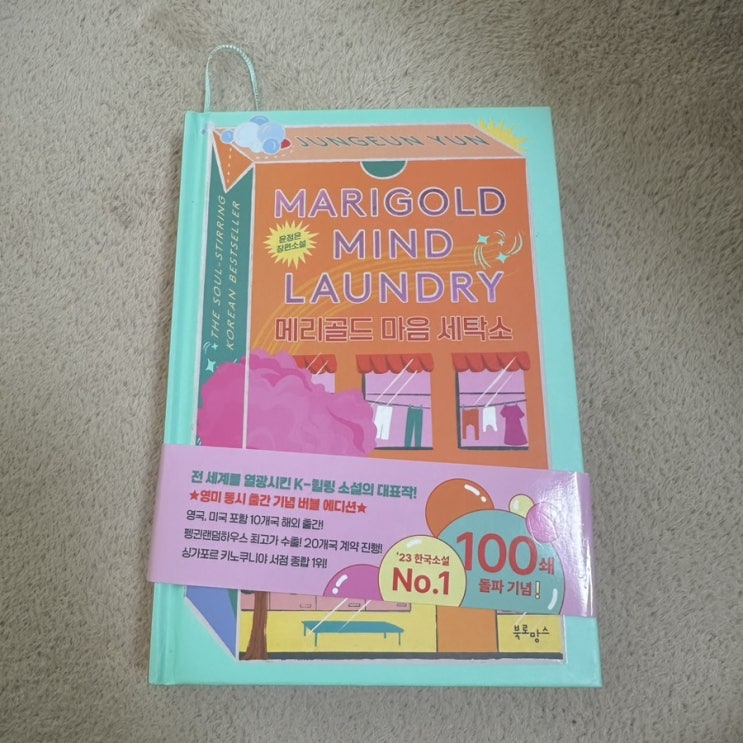 JUNGEUN YUN
THE SOUL-STIRRING
KOREAN BESTSELLER
MARIGOLD
MIND
LAUNDRY
윤정은
장편소설
메리골드 마음 세탁소
전 세계를 열광시킨 K-힐링 소설의 대표작!
★영미 동시 출간 기념 버블 에디션★
영국, 미국 포함 10개국 해외 출간!
펭귄랜덤하우스 최고가 수출! 20개국 계약 진행!
싱가포르 키노쿠니야 서점 종합 1위!
'23 한국소설
No.1
100쇄
돌파 기념!
북로망스